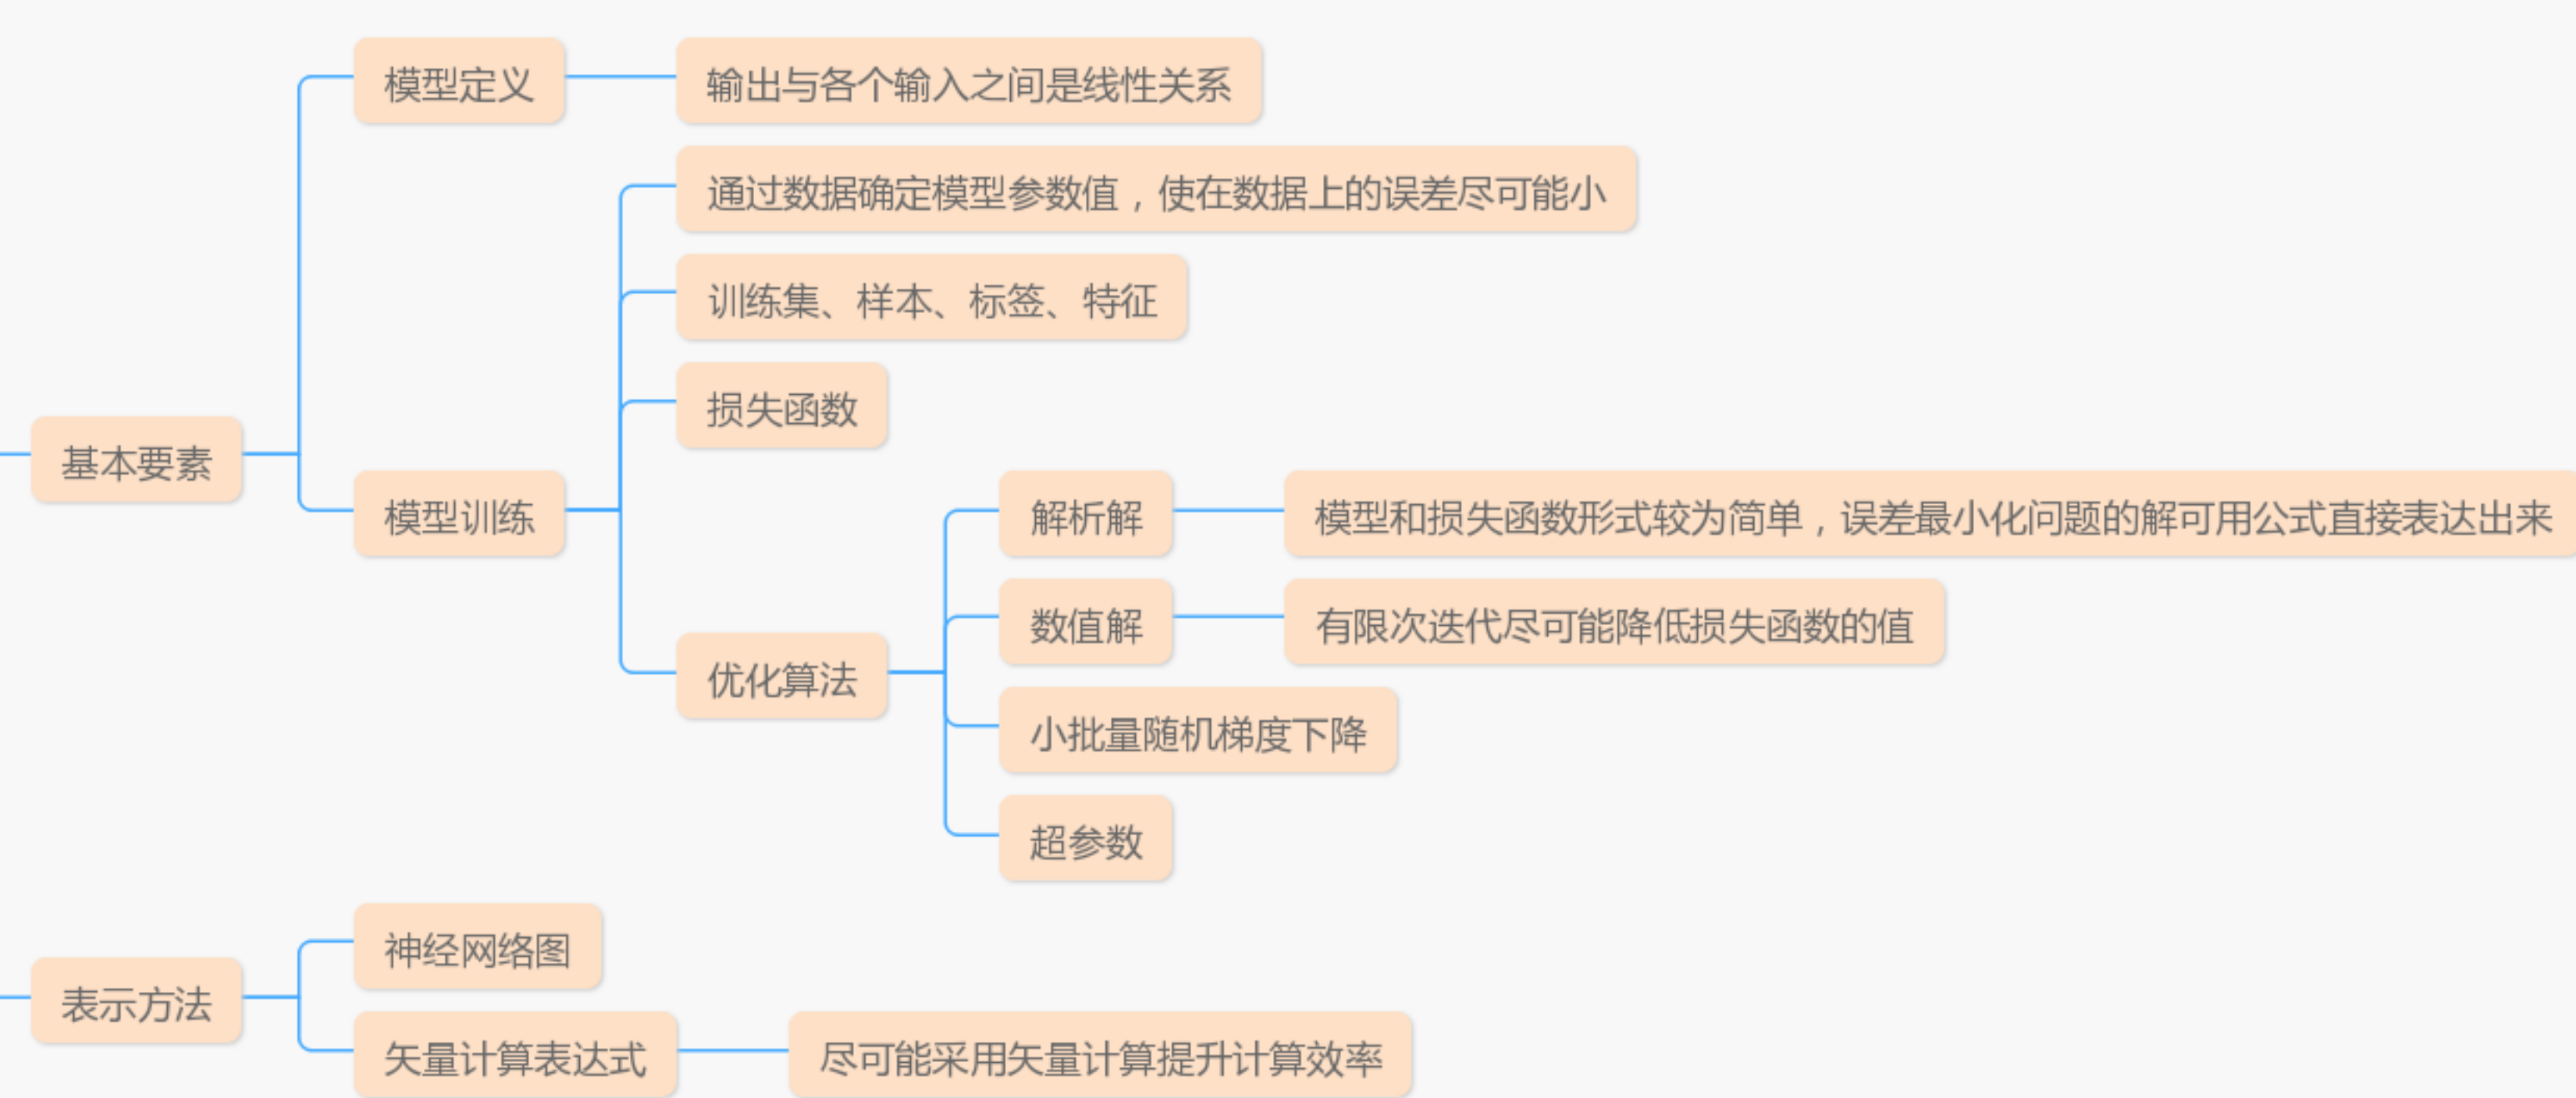 模型定义
输出与各个输入之间是线性关系
通过数据确定模型参数值，使在数据上的误差尽可能小
训练集、样本、标签、特征
损失函数
基本要素
模型训练
解析解
模型和损失函数形式较为简单，误差最小化问题的解可用公式直接表达出来
数值解
有限次迭代尽可能降低损失函数的值
优化算法
小批量随机梯度下降
超参数
神经网络图
表示方法
矢量计算表达式
尽可能采用矢量计算提升计算效率